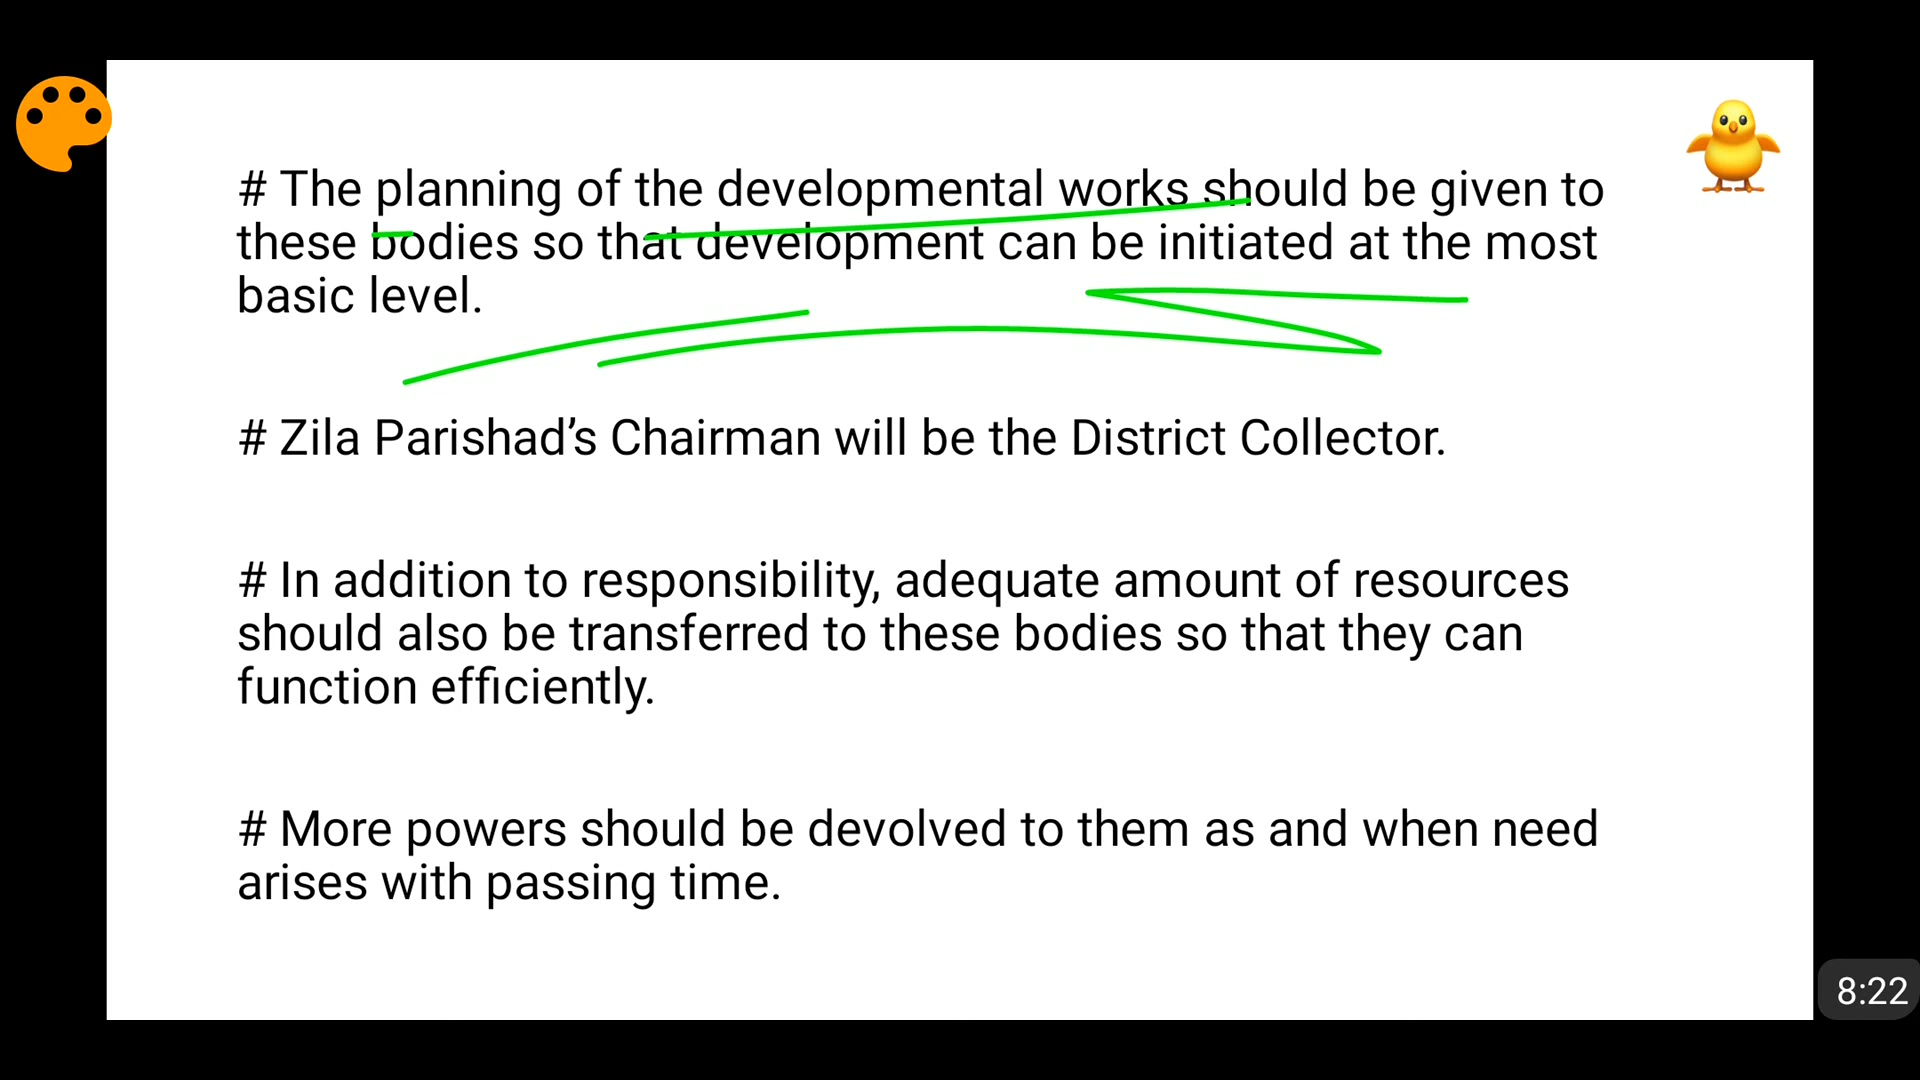 # The planning of the developmental works should be given to
these bodies so that development can be initiated at the most
basic level.
# Zila Parishad’s Chairman will be the District Collector.
# In addition to responsibility, adequate amount of resources
should also be transferred to these bodies so that they can
function efficiently.
# More powers should be devolved to them as and when need
arises with passing time.
8:22